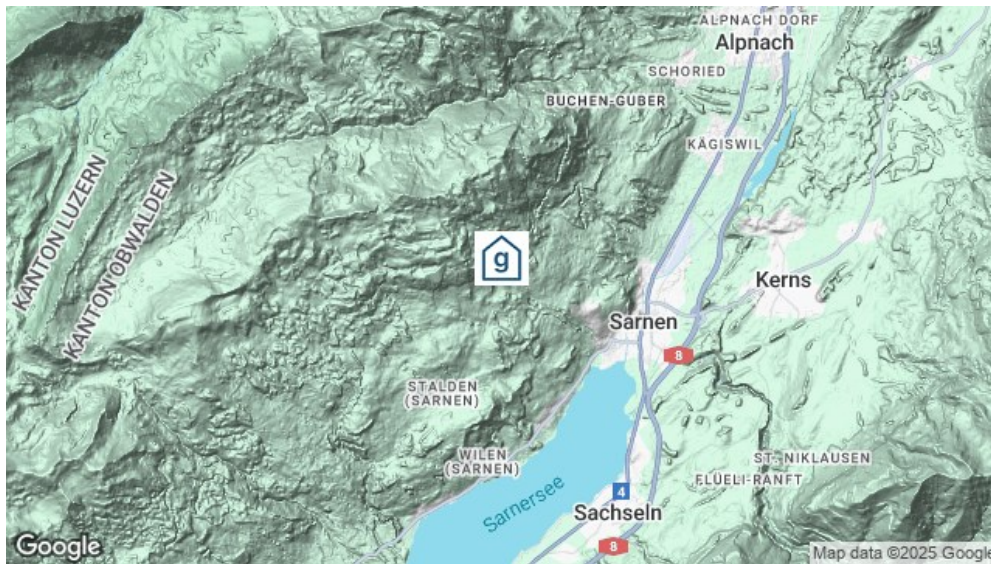 ALPNACH DORF
Alpnach
SCHORIED
BUCHEN-GUBER
KÄGISWIL
KANTON LUZERN
KANTON OBWALDEN
g
Kerns
Sarnen
8
STALDEN
(SARNEN)
WILEN
(SARNEN)
ST. NIKLAUSEN
FLÜELI-RANFT
4
Sarnersee
Sachseln
8
Google
Map data ©2025 Google